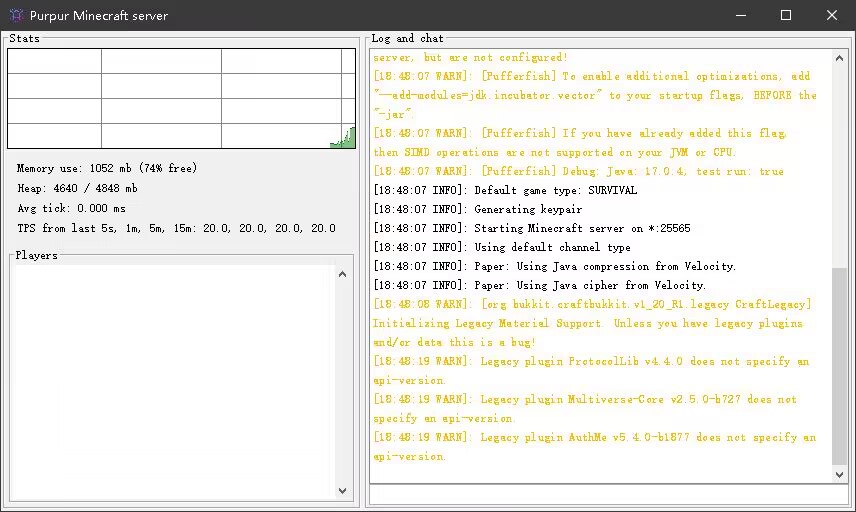 Purpur Minecraft server
Stats
Memory use: 1052 mb (74% free)
Heap: 4640 / 4848 mb
Avg tick: 0.000 ms
TPS from last 5s, 1m, 5m, 15m: 20.0, 20.0, 20.0, 20.0
Players
Log and chat
server, but are not configured!
[18:48:07 WARN]: [Pufferfish] To enable additional optimizations, add
"--add-modules=jdk.incubator.vector" to your startup flags, BEFORE the
"-jar".
[18:48:07 WARN]: [Pufferfish] If you have already added this flag,
then SIMD operations are not supported on your JVM or CPU.
[18:48:07 WARN]: [Pufferfish] Debug: Java: 17.0.4, test run: true
[18:48:07 INFO]: Default game type: SURVIVAL
[18:48:07 INFO]: Generating keypair
[18:48:07 INFO]: Starting Minecraft server on *:25565
[18:48:07 INFO]: Using default channel type
[18:48:07 INFO]: Paper: Using Java compression from Velocity.
[18:48:07 INFO]: Paper: Using Java cipher from Velocity.
[18:48:08 WARN]: [org.bukkit.craftbukkit.v1_20_R1.legacy.CraftLegacy]
Initializing Legacy Material Support. Unless you have legacy plugins
and/or data this is a bug!
[18:48:19 WARN]: Legacy plugin ProtocolLib v4.4.0 does not specify an
api-version.
[18:48:19 WARN]: Legacy plugin Multiverse-Core v2.5.0-b727 does not
specify an api-version.
[18:48:19 WARN]: Legacy plugin AuthMe v5.4.0-b1877 does not specify an
api-version.